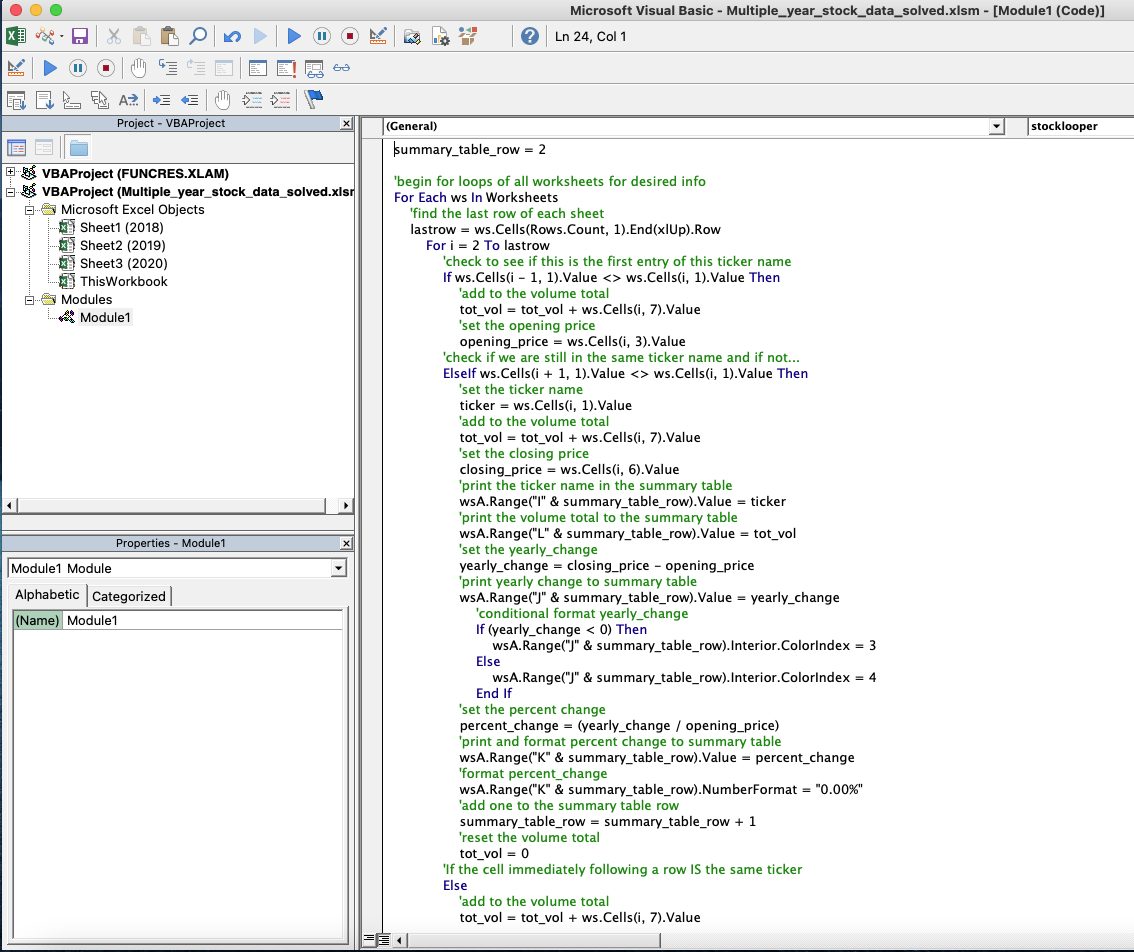 Microsoft Visual Basic - Multiple_year_stock_data_solved.xlsm - [Module1 (Code)]
Ln 24, Col 1
Project - VBAProject
VBAProject (FUNCRES.XLAM)
VBAProject (Multiple_year_stock_data_solved.xlsm
Microsoft Excel Objects
Sheet1 (2018)
Sheet2 (2019)
Sheet3 (2020)
ThisWorkbook
Modules
Module1
Properties - Module1
Module1 Module
Alphabetic Categorized
(Name) Module1
(General) stocklooper
summary_table_row = 2
'begin for loops of all worksheets for desired info
For Each ws In Worksheets
'find the last row of each sheet
lastrow = ws.Cells(Rows.Count, 1).End(xlUp).Row
For i = 2 To lastrow
'check to see if this is the first entry of this ticker name
If ws.Cells(i - 1, 1).Value <> ws.Cells(i, 1).Value Then
'add to the volume total
tot_vol = tot_vol + ws.Cells(i, 7).Value
'set the opening price
opening_price = ws.Cells(i, 3).Value
'check if we are still in the same ticker name and if not...
ElseIf ws.Cells(i + 1, 1).Value <> ws.Cells(i, 1).Value Then
'set the ticker name
ticker = ws.Cells(i, 1).Value
'add to the volume total
tot_vol = tot_vol + ws.Cells(i, 7).Value
'set the closing price
closing_price = ws.Cells(i, 6).Value
'print the ticker name in the summary table
wsA.Range("I" & summary_table_row).Value = ticker
'print the volume total to the summary table
wsA.Range("L" & summary_table_row).Value = tot_vol
'set the yearly_change
yearly_change = closing_price - opening_price
'print yearly change to summary table
wsA.Range("J" & summary_table_row).Value = yearly_change
'conditional format yearly_change
If (yearly_change < 0) Then
wsA.Range("J" & summary_table_row).Interior.ColorIndex = 3
Else
wsA.Range("J" & summary_table_row).Interior.ColorIndex = 4
End If
'set the percent change
percent_change = (yearly_change / opening_price)
'print and format percent change to summary table
wsA.Range("K" & summary_table_row).Value = percent_change
'format percent_change
wsA.Range("K" & summary_table_row).NumberFormat = "0.00%"
'add one to the summary table row
summary_table_row = summary_table_row + 1
'reset the volume total
tot_vol = 0
'If the cell immediately following a row IS the same ticker
Else
'add to the volume total
tot_vol = tot_vol + ws.Cells(i, 7).Value